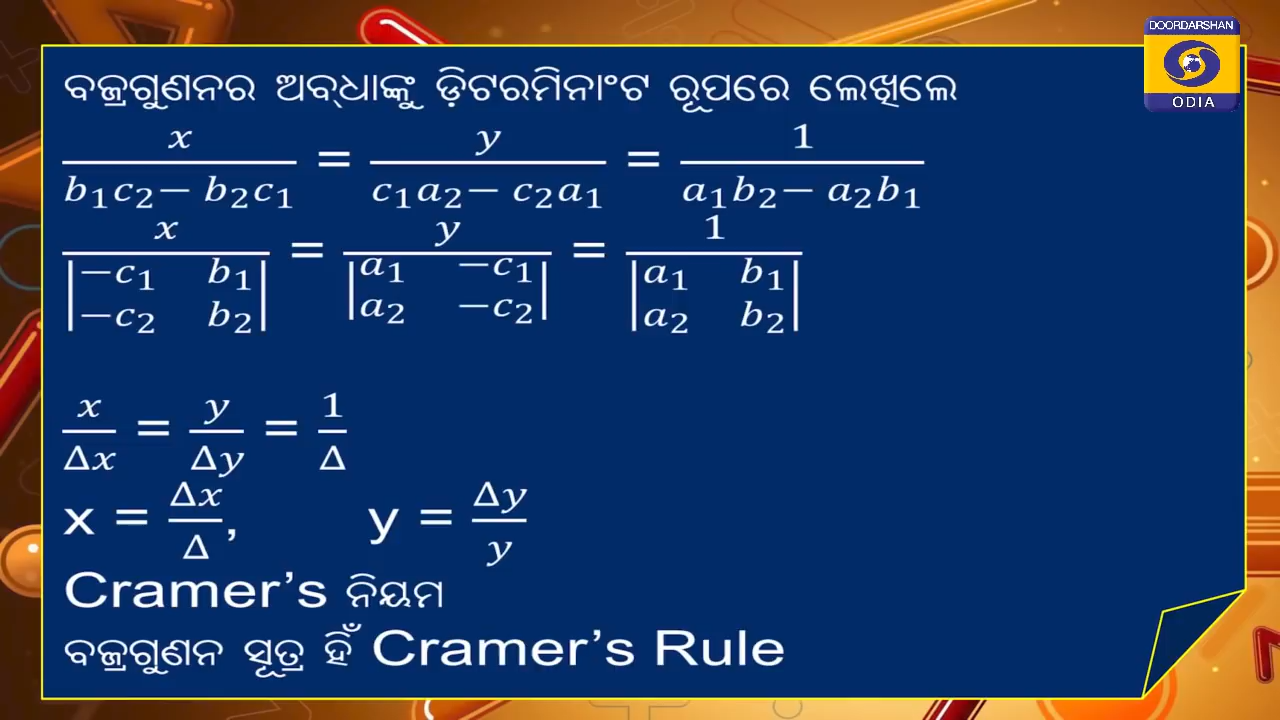 DOORDARSHAN
ODIA
ବଜ୍ରଗୁଣନର ଅବ୍ଧାଙ୍କୁ ଡ଼ିଟରମିନାଂଟ ରୂପରେ ଲେଖିଲେ
x/(b₁c₂− b₂c₁) = y/(c₁a₂− c₂a₁) = 1/(a₁b₂− a₂b₁)
x/|−c₁ b₁; −c₂ b₂| = y/|a₁ −c₁; a₂ −c₂| = 1/|a₁ b₁; a₂ b₂|
x/Δx = y/Δy = 1/Δ
x = Δx/Δ, y = Δy/y
Cramer’s ନିୟମ
ବଜ୍ରଗୁଣନ ସୂତ୍ର ହିଁ Cramer’s Rule